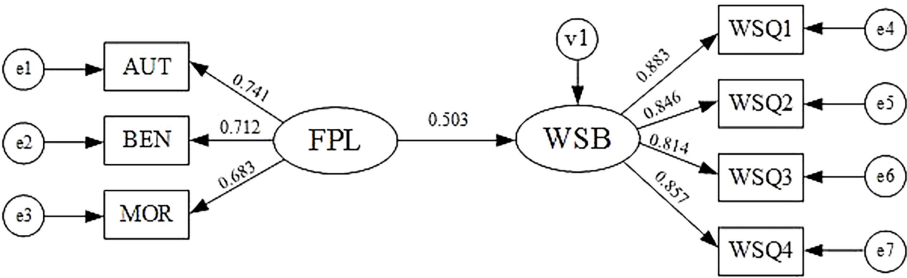 e1
AUT
0.741
e2
BEN
0.712
e3
MOR
0.683
FPL
0.503
v1
WSB
0.883
WSQ1
e4
0.846
WSQ2
e5
0.814
WSQ3
e6
0.857
WSQ4
e7